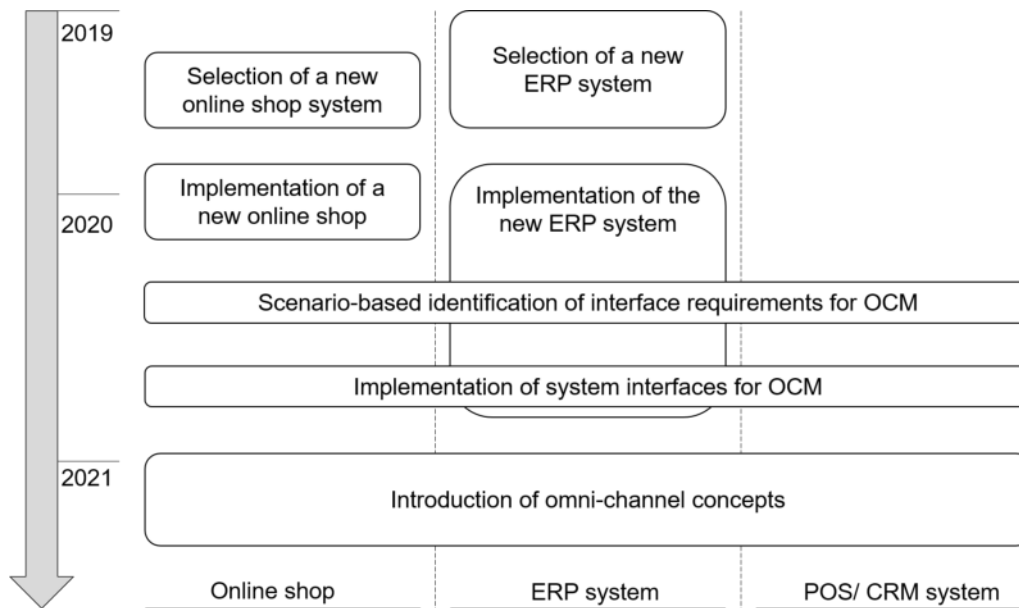 2019
Selection of a new
online shop system
Selection of a new
ERP system
Implementation of a
new online shop
Implementation of the
new ERP system
2020
Scenario-based identification of interface requirements for OCM
Implementation of system interfaces for OCM
2021
Introduction of omni-channel concepts
Online shop
ERP system
POS/ CRM system